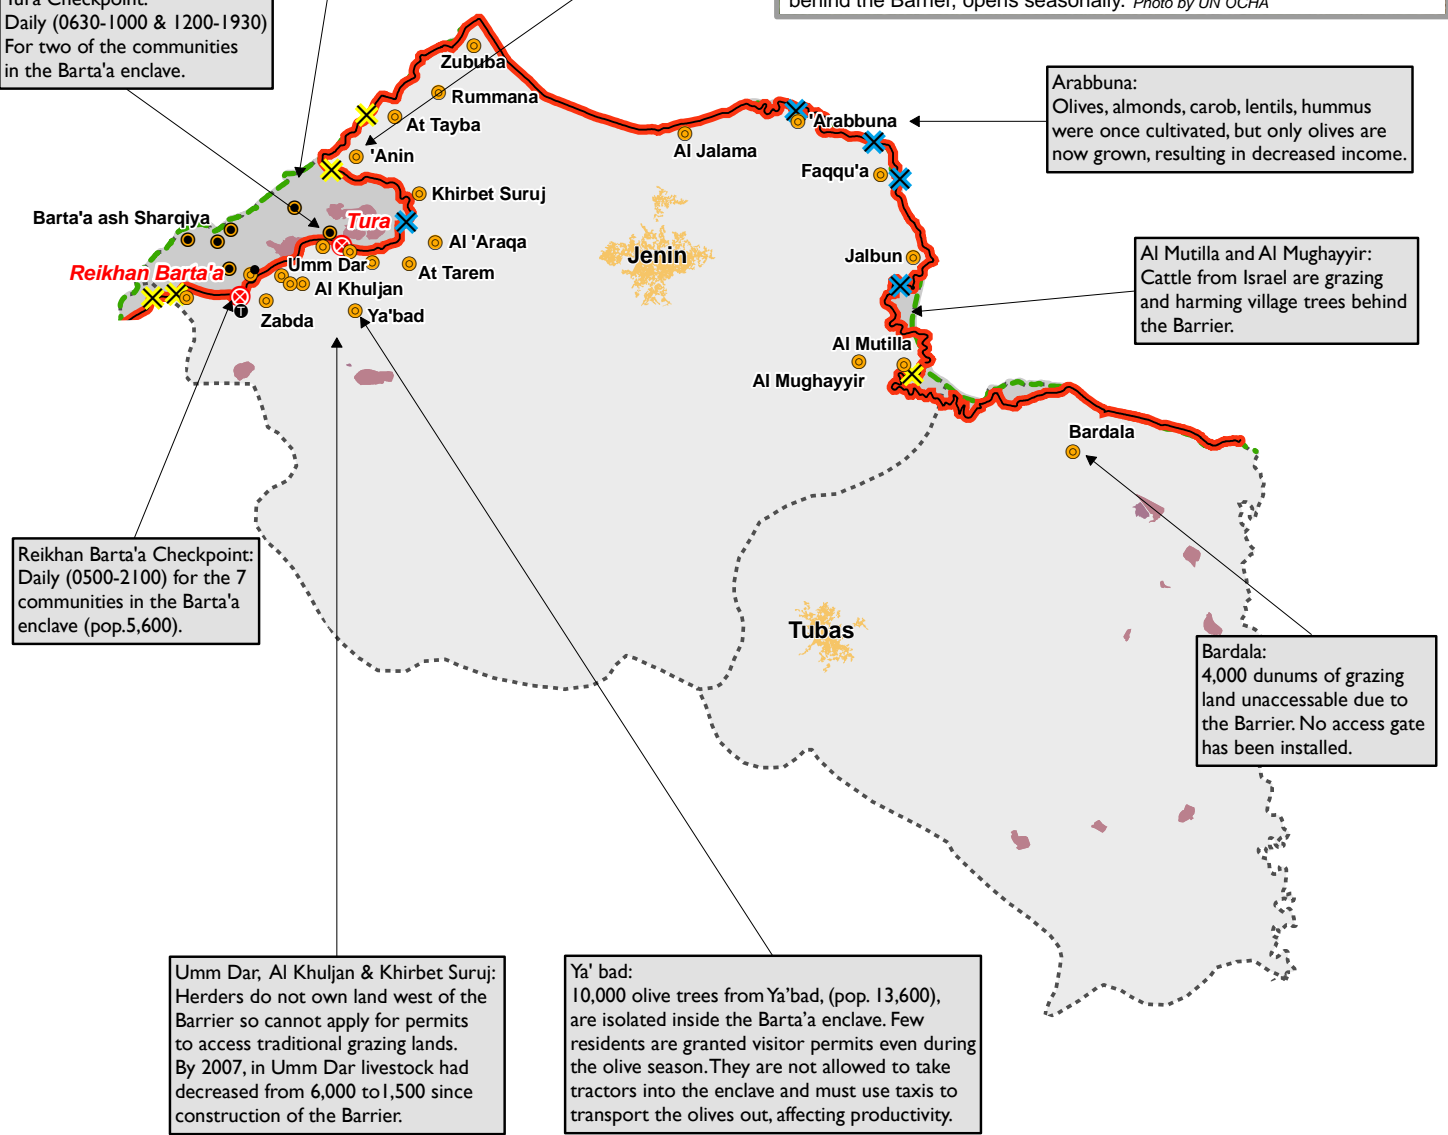 Tura Checkpoint:
Daily (0630-1000 & 1200-1930)
For two of the communities
in the Barta'a enclave.
behind the Barrier, opens seasonally. Photo by UN OCHA
Zububa
Rummana
At Tayba
'Anin
Al Jalama
'Arabbuna
Faqqu'a
Arabbuna:
Olives, almonds, carob, lentils, hummus
were once cultivated, but only olives are
now grown, resulting in decreased income.
Khirbet Suruj
Barta'a ash Sharqiya
Tura
Al 'Araqa
Jenin
Jalbun
Al Mutilla and Al Mughayyir:
Cattle from Israel are grazing
and harming village trees behind
the Barrier.
Reikhan Barta'a
Umm Dar
At Tarem
Al Khuljan
T
Zabda
Ya'bad
Al Mutilla
Al Mughayyir
Bardala
Reikhan Barta'a Checkpoint:
Daily (0500-2100) for the 7
communities in the Barta'a
enclave (pop.5,600).
Tubas
Bardala:
4,000 dunums of grazing
land unaccessable due to
the Barrier. No access gate
has been installed.
Umm Dar, Al Khuljan & Khirbet Suruj:
Herders do not own land west of the
Barrier so cannot apply for permits
to access traditional grazing lands.
By 2007, in Umm Dar livestock had
decreased from 6,000 to1,500 since
construction of the Barrier.
Ya' bad:
10,000 olive trees from Ya'bad, (pop. 13,600),
are isolated inside the Barta'a enclave. Few
residents are granted visitor permits even during
the olive season. They are not allowed to take
tractors into the enclave and must use taxis to
transport the olives out, affecting productivity.